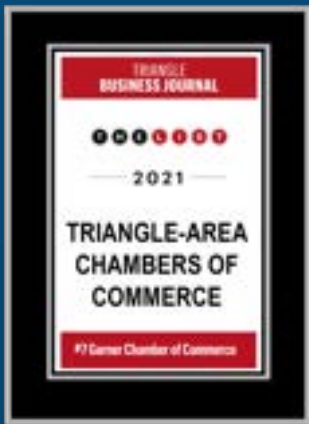 TRIANGLE
BUSINESS JOURNAL
THE LIST
2021
TRIANGLE-AREA
CHAMBERS OF
COMMERCE
#7 Garner Chamber of Commerce